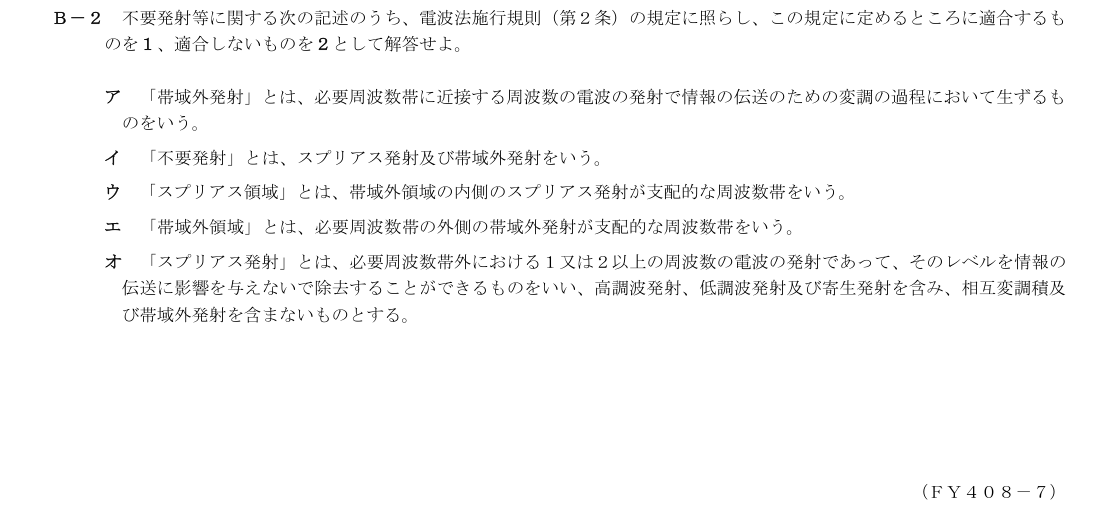 Ｂ－２　不要発射等に関する次の記述のうち、電波法施行規則（第２条）の規定に照らし、この規定に定めるところに適合するも
のを１、適合しないものを２として解答せよ。
ア　「帯域外発射」とは、必要周波数帯に近接する周波数の電波の発射で情報の伝送のための変調の過程において生ずるも
のをいう。
イ　「不要発射」とは、スプリアス発射及び帯域外発射をいう。
ウ　「スプリアス領域」とは、帯域外領域の内側のスプリアス発射が支配的な周波数帯をいう。
エ　「帯域外領域」とは、必要周波数帯の外側の帯域外発射が支配的な周波数帯をいう。
オ　「スプリアス発射」とは、必要周波数帯外における１又は２以上の周波数の電波の発射であって、そのレベルを情報の
伝送に影響を与えないで除去することができるものをいい、高調波発射、低調波発射及び寄生発射を含み、相互変調積及
び帯域外発射を含まないものとする。
（ＦＹ４０８－７）